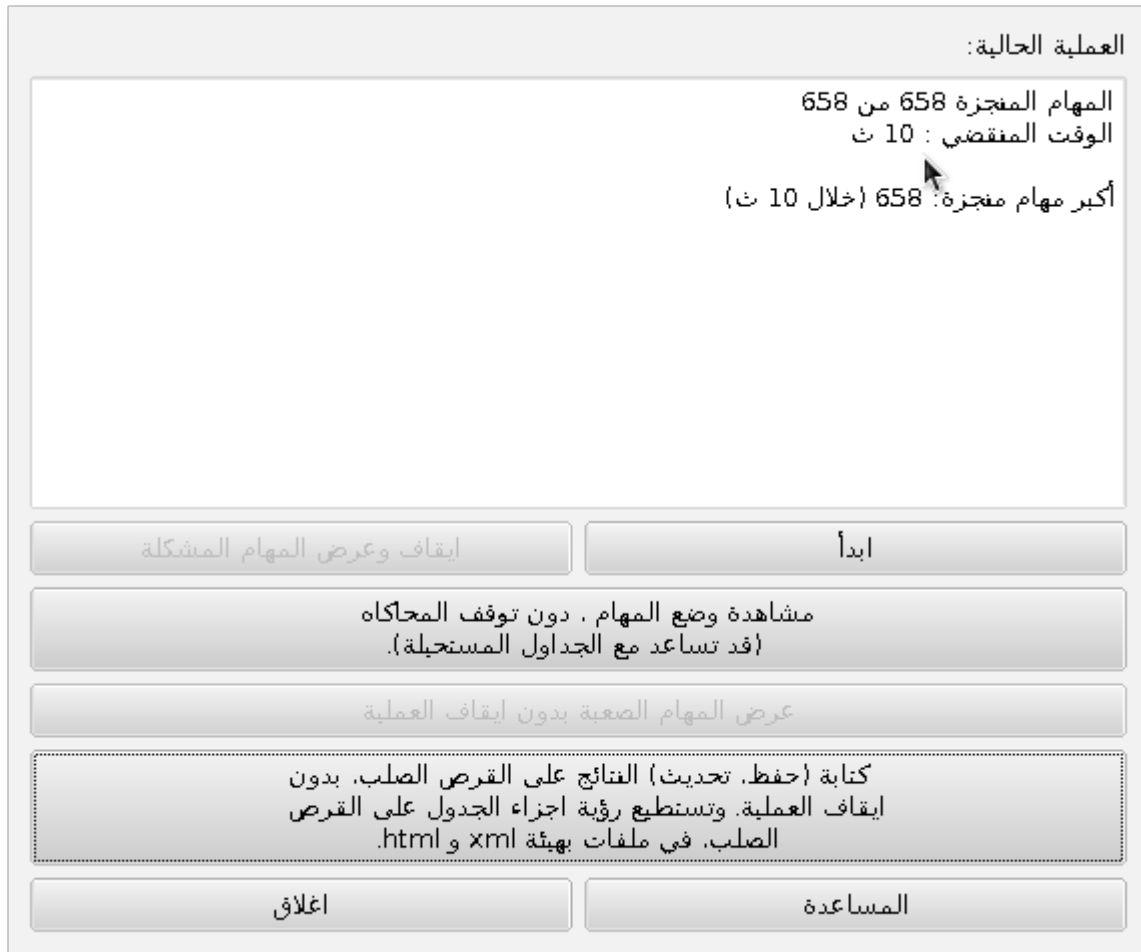 العملية الحالية:
المهام المنجزة 658 من 658
الوقت المنقضي : 10 ث
أكبر مهام منجزة: 658 (خلال 10 ث)
ابدأ
ايقاف وعرض المهام المشكلة
مشاهدة وضع المهام ، دون توقف المحاكاه
(قد تساعد مع الجداول المستحيلة).
عرض المهام الصعبة بدون ايقاف العملية
كتابة (حفظ، تحديث) النتائج على القرص الصلب، بدون
ايقاف العملية. وتستطيع رؤية اجزاء الجدول على القرص
الصلب، في ملفات بهيئة xml و html.
المساعدة
اغلاق